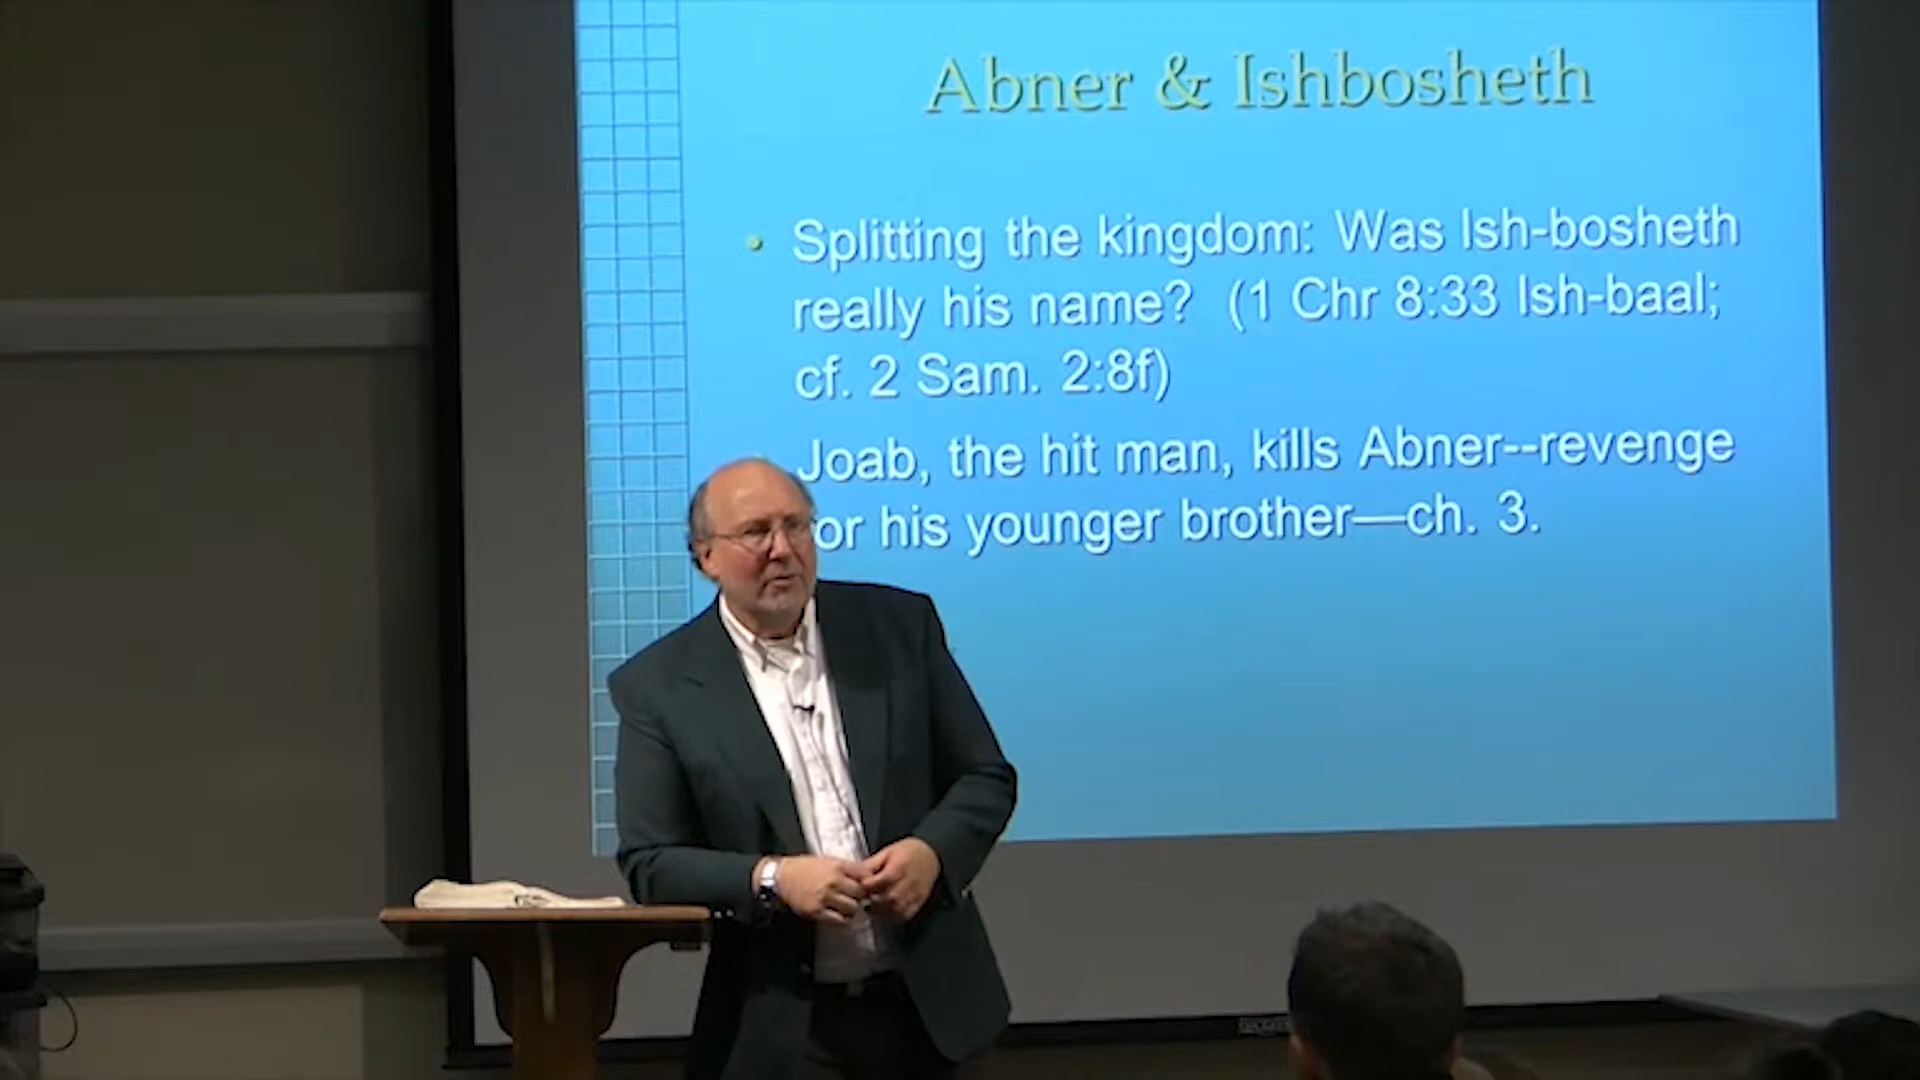 Abner & Ishbosheth
• Splitting the kingdom: Was Ish-bosheth
really his name? (1 Chr 8:33 Ish-baal;
cf. 2 Sam. 2:8f)
Joab, the hit man, kills Abner--revenge
or his younger brother—ch. 3.